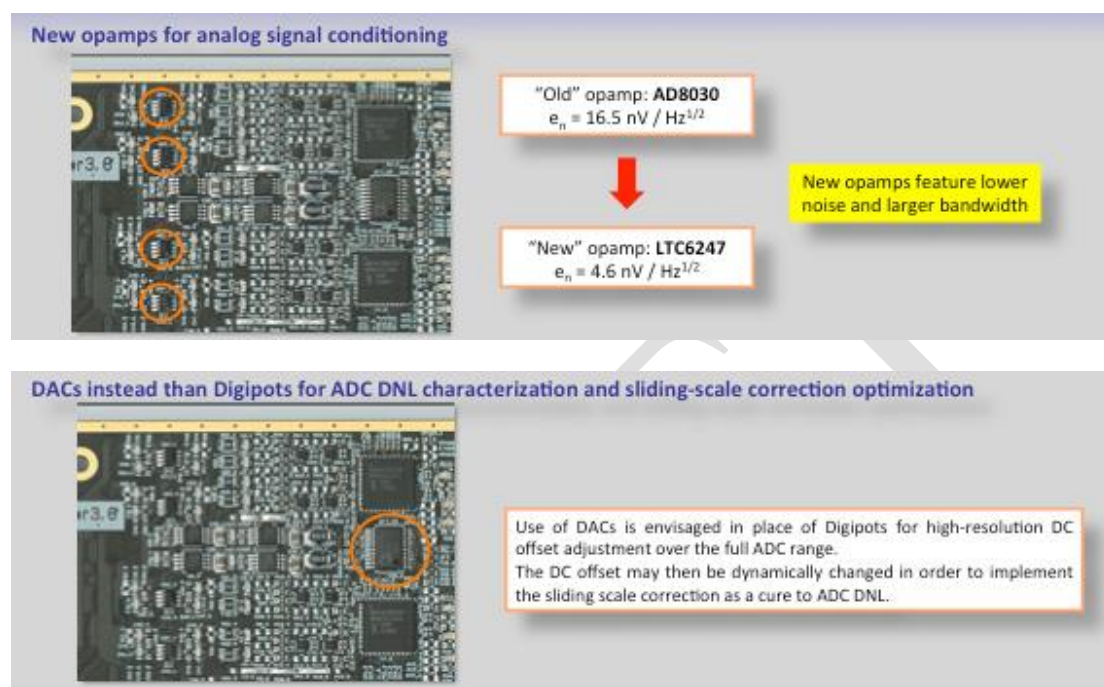 New opamps for analog signal conditioning
"Old" opamp: AD8030
eₙ = 16.5 nV / Hz¹/²
r3.0
New opamps feature lower
noise and larger bandwidth
"New" opamp: LTC6247
eₙ = 4.6 nV / Hz¹/²
DACs instead than Digipots for ADC DNL characterization and sliding-scale correction optimization
er3.0
Use of DACs is envisaged in place of Digipots for high-resolution DC
offset adjustment over the full ADC range.
The DC offset may then be dynamically changed in order to implement
the sliding scale correction as a cure to ADC DNL.